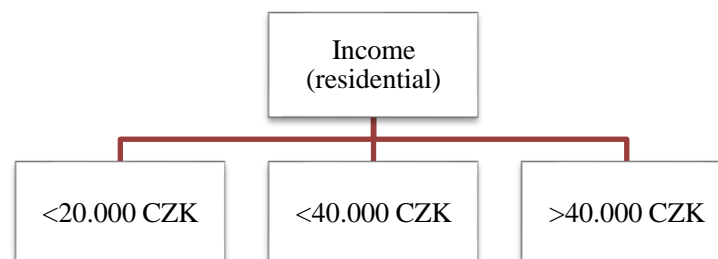 Income
(residential)
<20.000 CZK
<40.000 CZK
>40.000 CZK